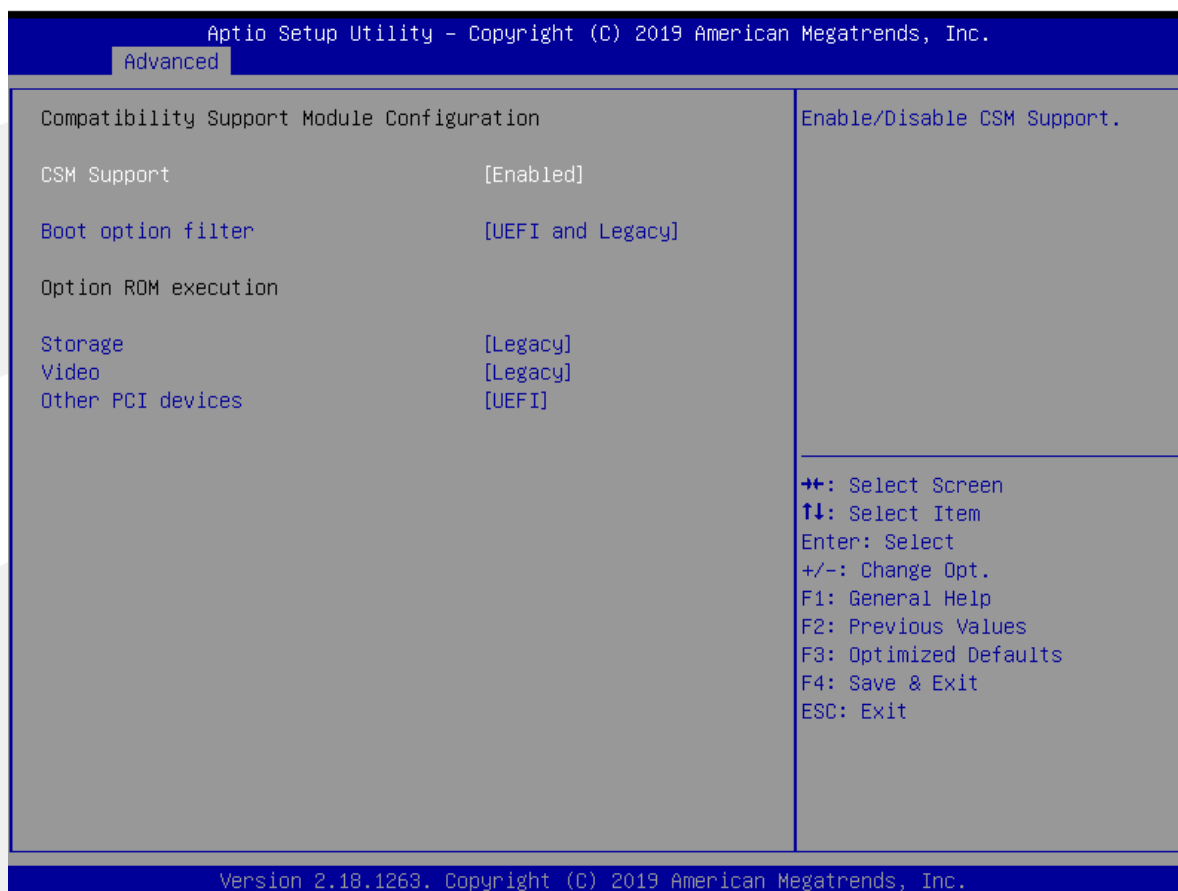 Aptio Setup Utility – Copyright (C) 2019 American Megatrends, Inc.
Advanced
Compatibility Support Module Configuration
CSM Support [Enabled]
Boot option filter [UEFI and Legacy]
Option ROM execution
Storage [Legacy]
Video [Legacy]
Other PCI devices [UEFI]
Enable/Disable CSM Support.
→←: Select Screen
↑↓: Select Item
Enter: Select
+/-: Change Opt.
F1: General Help
F2: Previous Values
F3: Optimized Defaults
F4: Save & Exit
ESC: Exit
Version 2.18.1263. Copyright (C) 2019 American Megatrends, Inc.